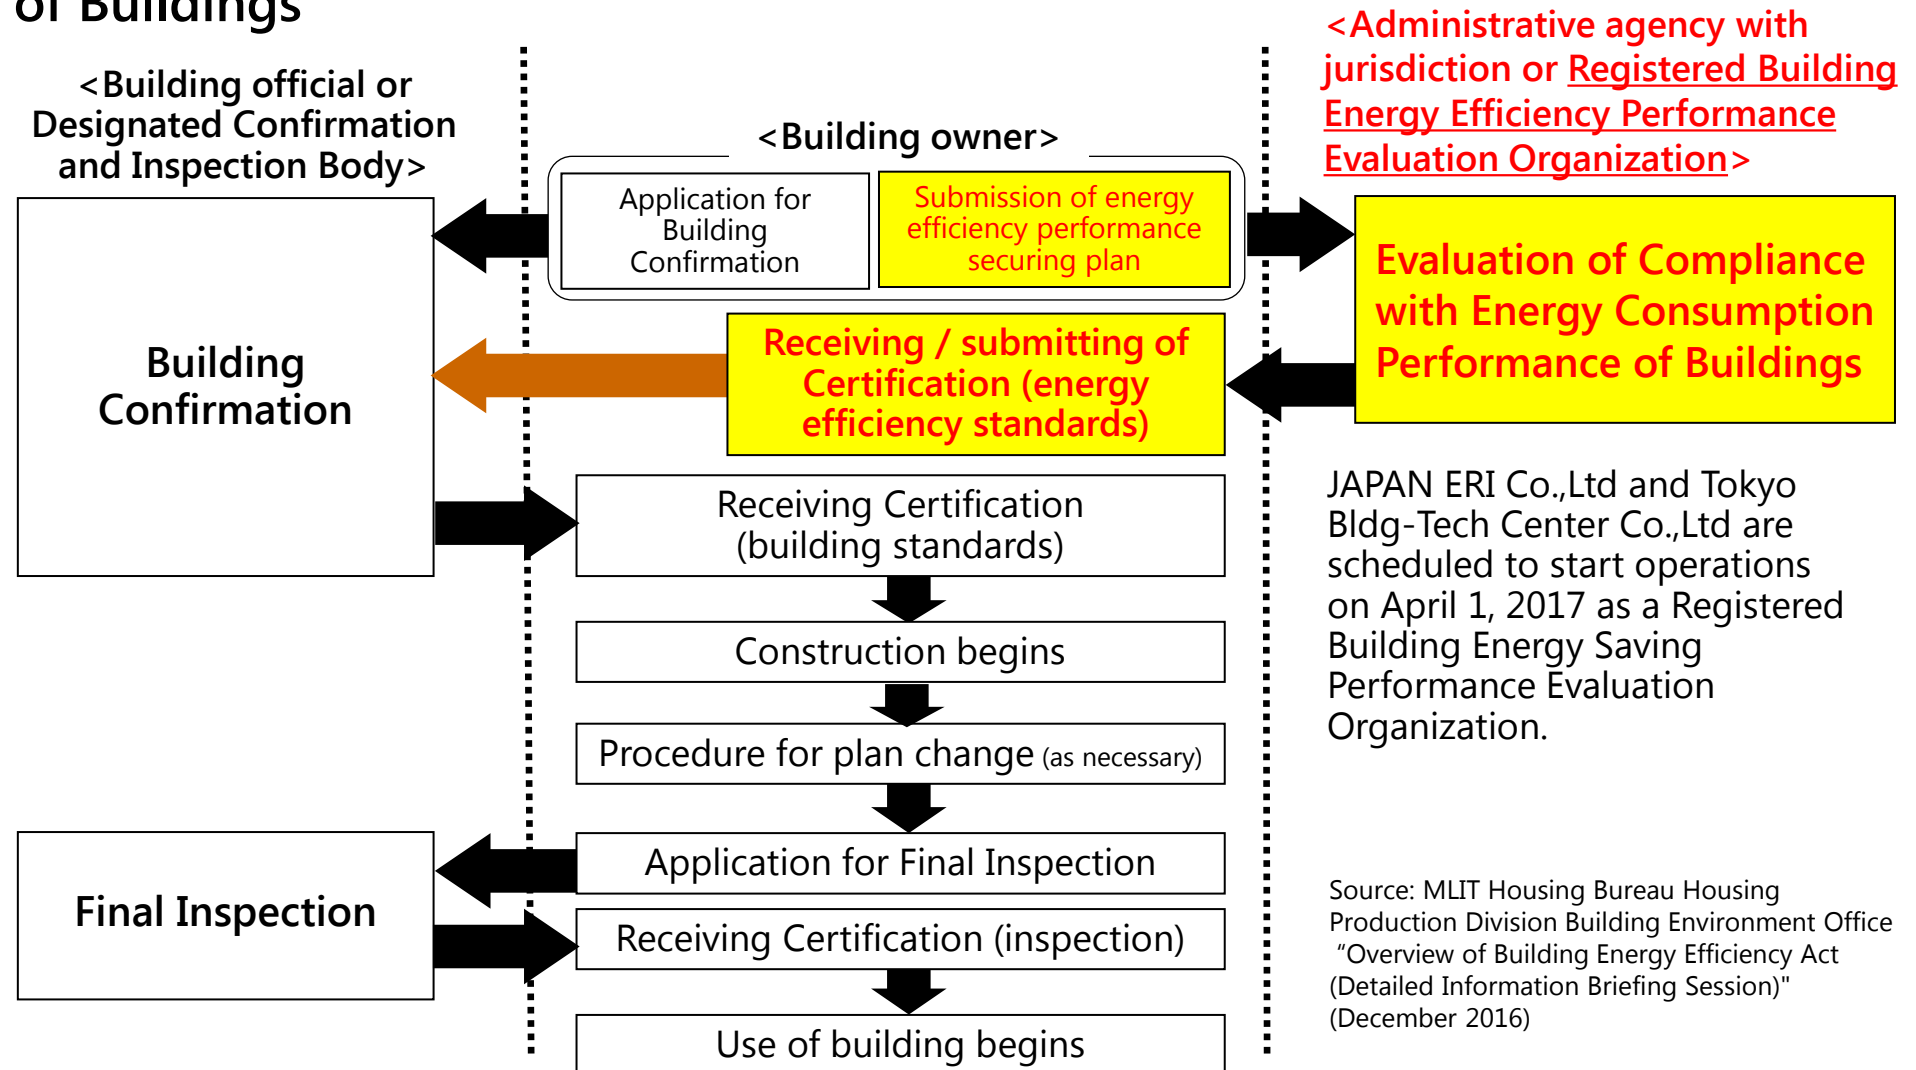 of Buildings
<Building official or
Designated Confirmation
and Inspection Body>
<Building owner>
<Administrative agency with
jurisdiction or Registered Building
Energy Efficiency Performance
Evaluation Organization>
Application for
Building
Confirmation
Submission of energy
efficiency performance
securing plan
Evaluation of Compliance
with Energy Consumption
Performance of Buildings
Building
Confirmation
Receiving / submitting of
Certification (energy
efficiency standards)
Receiving Certification
(building standards)
Construction begins
Procedure for plan change (as necessary)
Application for Final Inspection
Final Inspection
Receiving Certification (inspection)
Use of building begins
JAPAN ERI Co.,Ltd and Tokyo
Bldg-Tech Center Co.,Ltd are
scheduled to start operations
on April 1, 2017 as a Registered
Building Energy Saving
Performance Evaluation
Organization.
Source: MLIT Housing Bureau Housing
Production Division Building Environment Office
“Overview of Building Energy Efficiency Act
(Detailed Information Briefing Session)"
(December 2016)